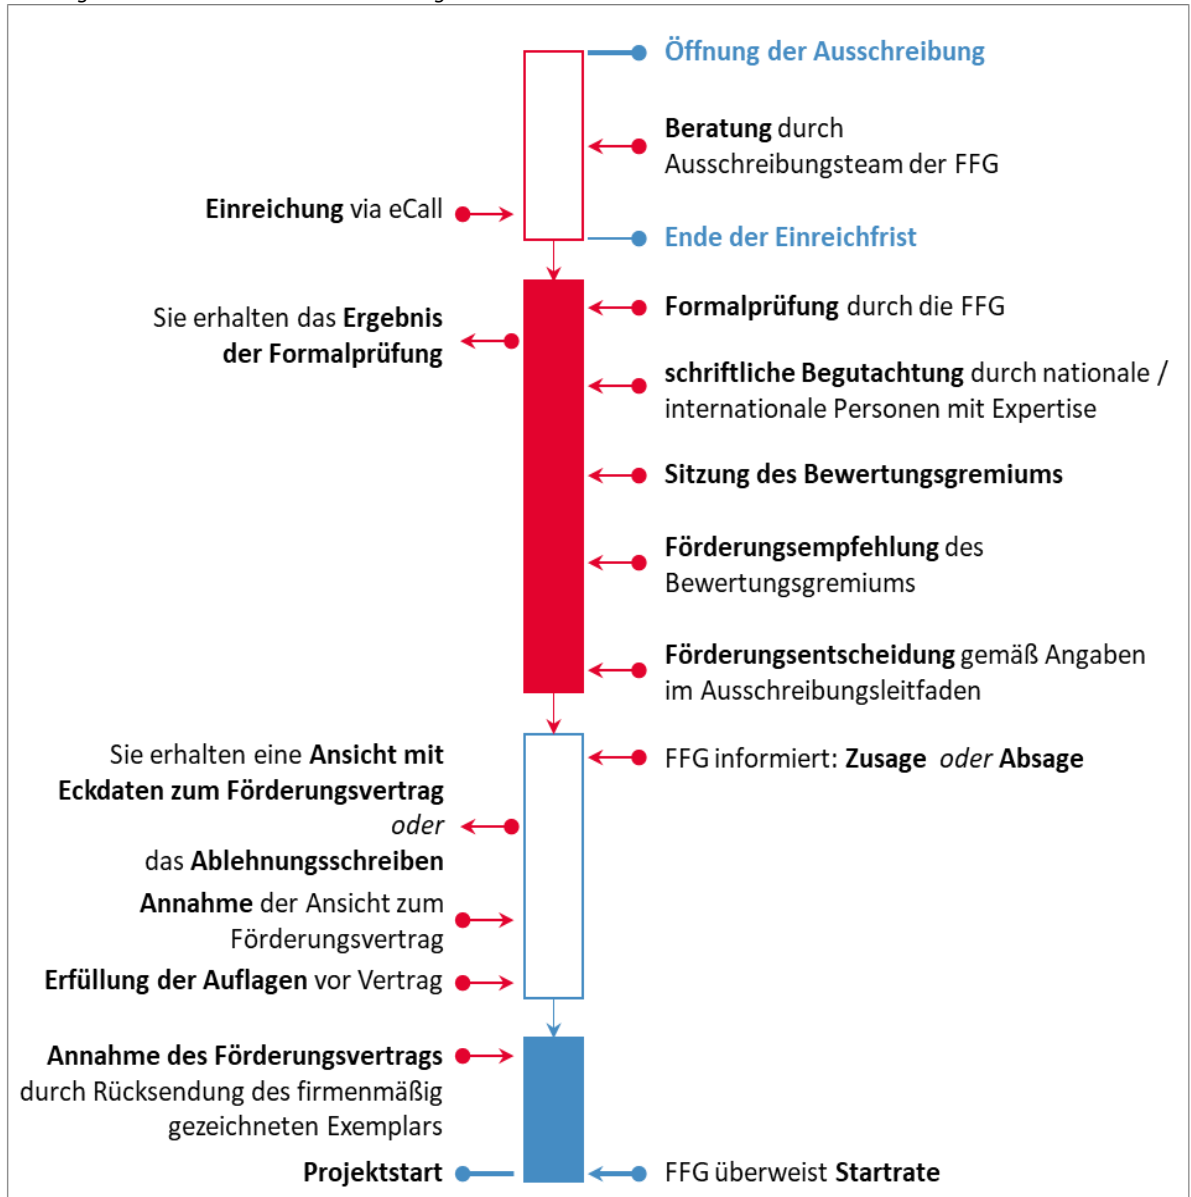 Öffnung der Ausschreibung
Beratung durch
Ausschreibungsteam der FFG
Einreichung via eCall
Ende der Einreichfrist
Formalprüfung durch die FFG
Sie erhalten das Ergebnis
der Formalprüfung
schriftliche Begutachtung durch nationale /
internationale Personen mit Expertise
Sitzung des Bewertungsgremiums
Förderungsempfehlung des
Bewertungsgremiums
Förderungsentscheidung gemäß Angaben
im Ausschreibungsleitfaden
FFG informiert: Zusage oder Absage
Sie erhalten eine Ansicht mit
Eckdaten zum Förderungsvertrag
oder
das Ablehnungsschreiben
Annahme der Ansicht zum
Förderungsvertrag
Erfüllung der Auflagen vor Vertrag
Annahme des Förderungsvertrags
durch Rücksendung des firmenmäßig
gezeichneten Exemplars
Projektstart
FFG überweist Startrate